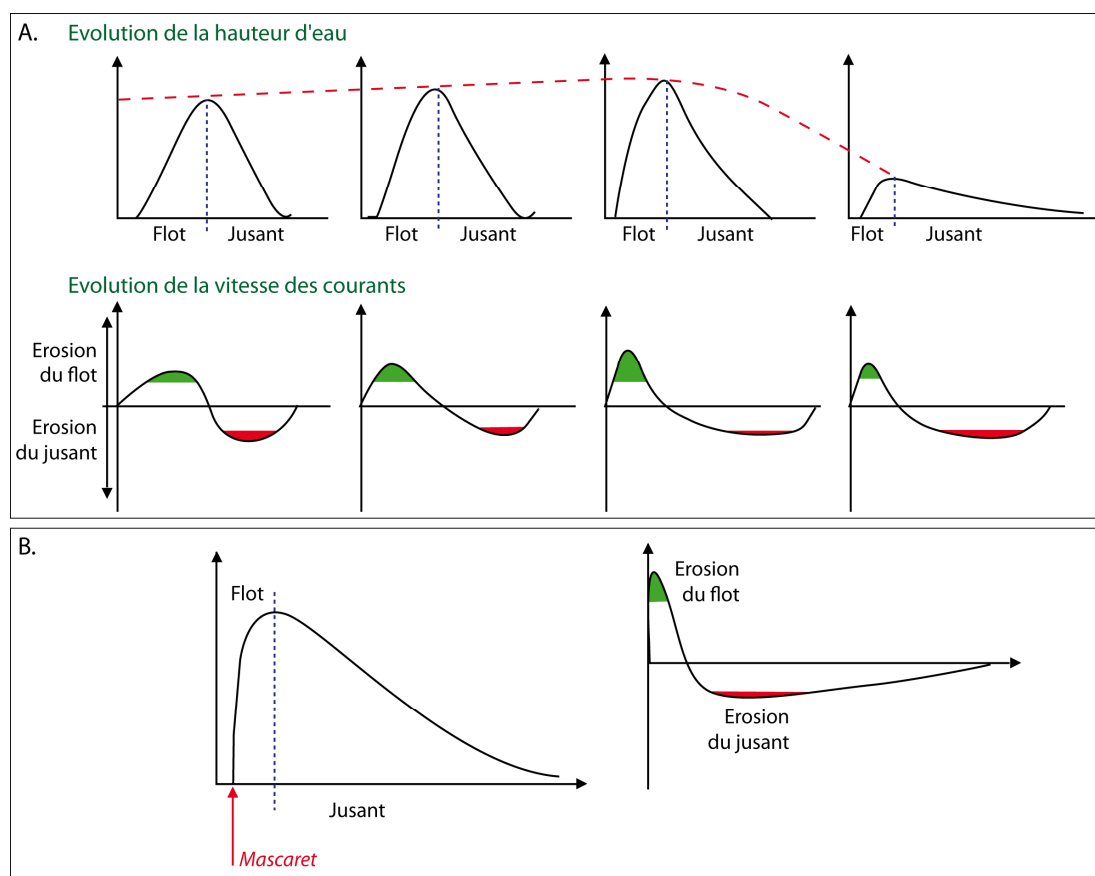 A.
Evolution de la hauteur d'eau
Flot Jusant
Flot Jusant
Flot Jusant
Flot Jusant
Evolution de la vitesse des courants
Erosion
du flot
Erosion
du jusant
B.
Flot
Jusant
Mascaret
Erosion
du flot
Erosion
du jusant